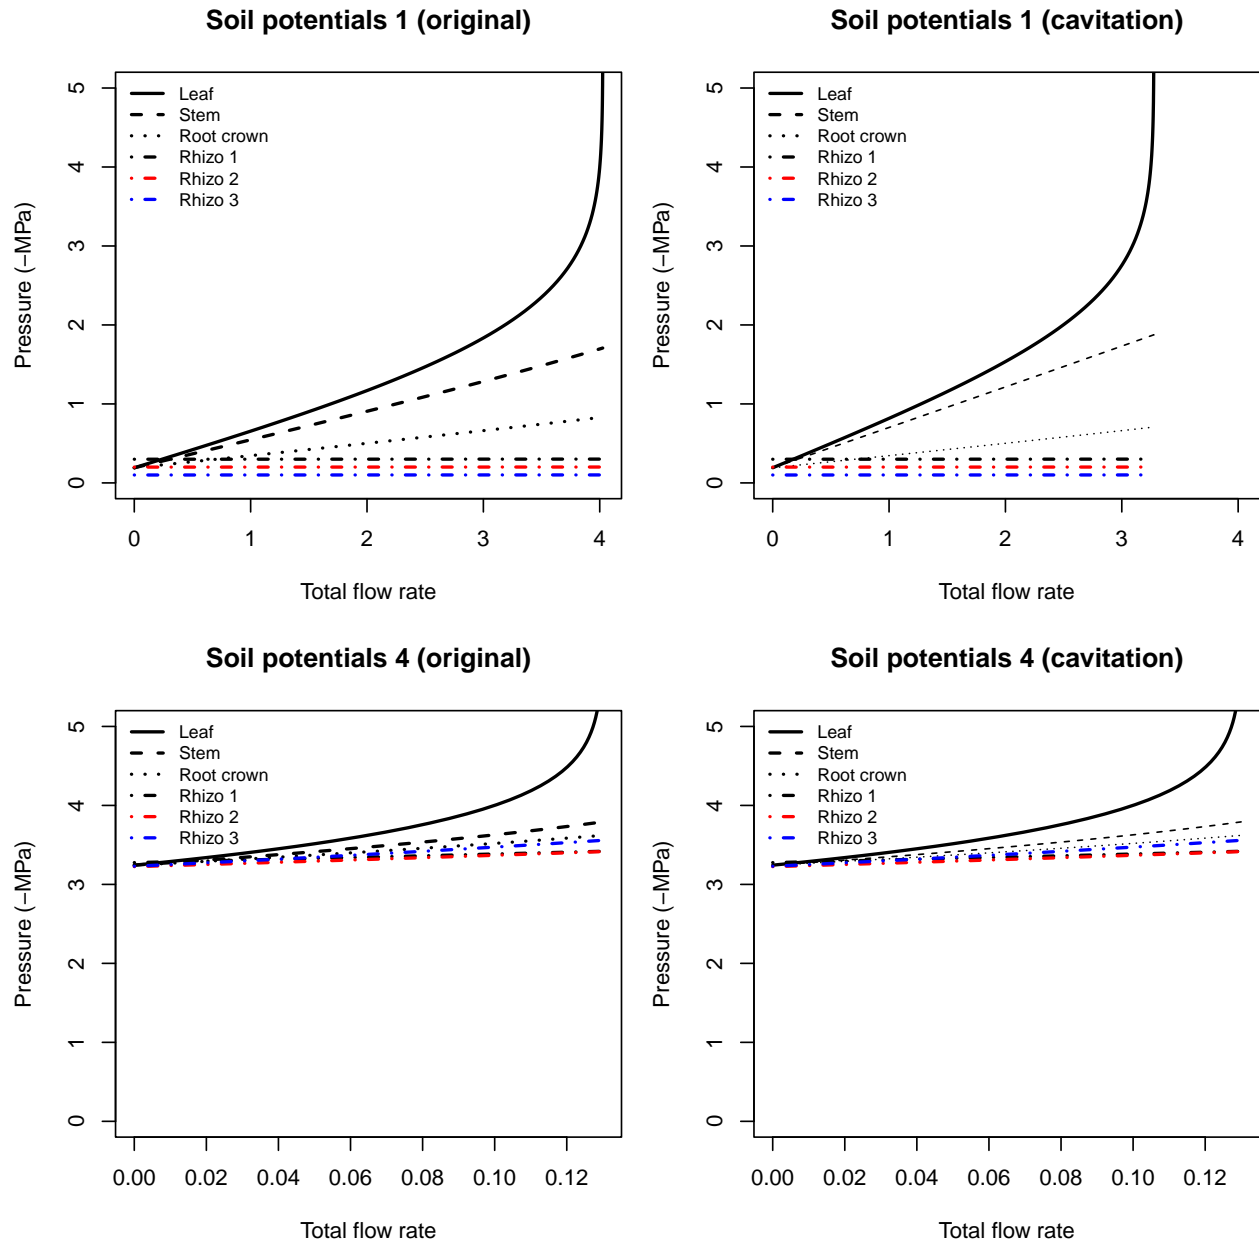 Soil potentials 1 (original)
Pressure (−MPa)
5
4
3
2
1
0
Leaf
Stem
Root crown
Rhizo 1
Rhizo 2
Rhizo 3
0 1 2 3 4
Total flow rate
Soil potentials 1 (cavitation)
Pressure (−MPa)
5
4
3
2
1
0
Leaf
Stem
Root crown
Rhizo 1
Rhizo 2
Rhizo 3
0 1 2 3 4
Total flow rate
Soil potentials 4 (original)
Pressure (−MPa)
5
4
3
2
1
0
Leaf
Stem
Root crown
Rhizo 1
Rhizo 2
Rhizo 3
0.00 0.02 0.04 0.06 0.08 0.10 0.12
Total flow rate
Soil potentials 4 (cavitation)
Pressure (−MPa)
5
4
3
2
1
0
Leaf
Stem
Root crown
Rhizo 1
Rhizo 2
Rhizo 3
0.00 0.02 0.04 0.06 0.08 0.10 0.12
Total flow rate